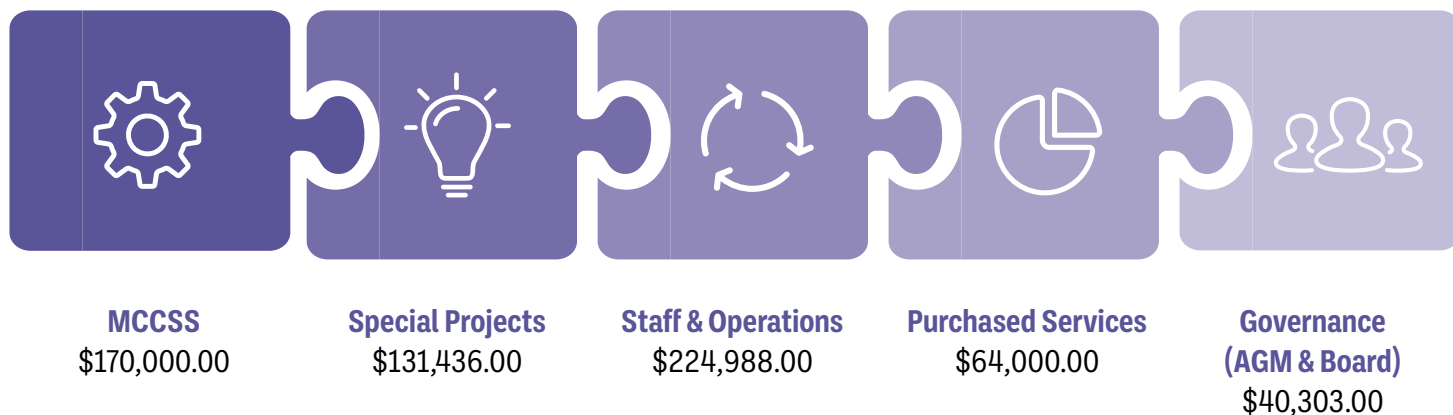 MCCSS
$170,000.00
Special Projects
$131,436.00
Staff & Operations
$224,988.00
Purchased Services
$64,000.00
Governance
(AGM & Board)
$40,303.00